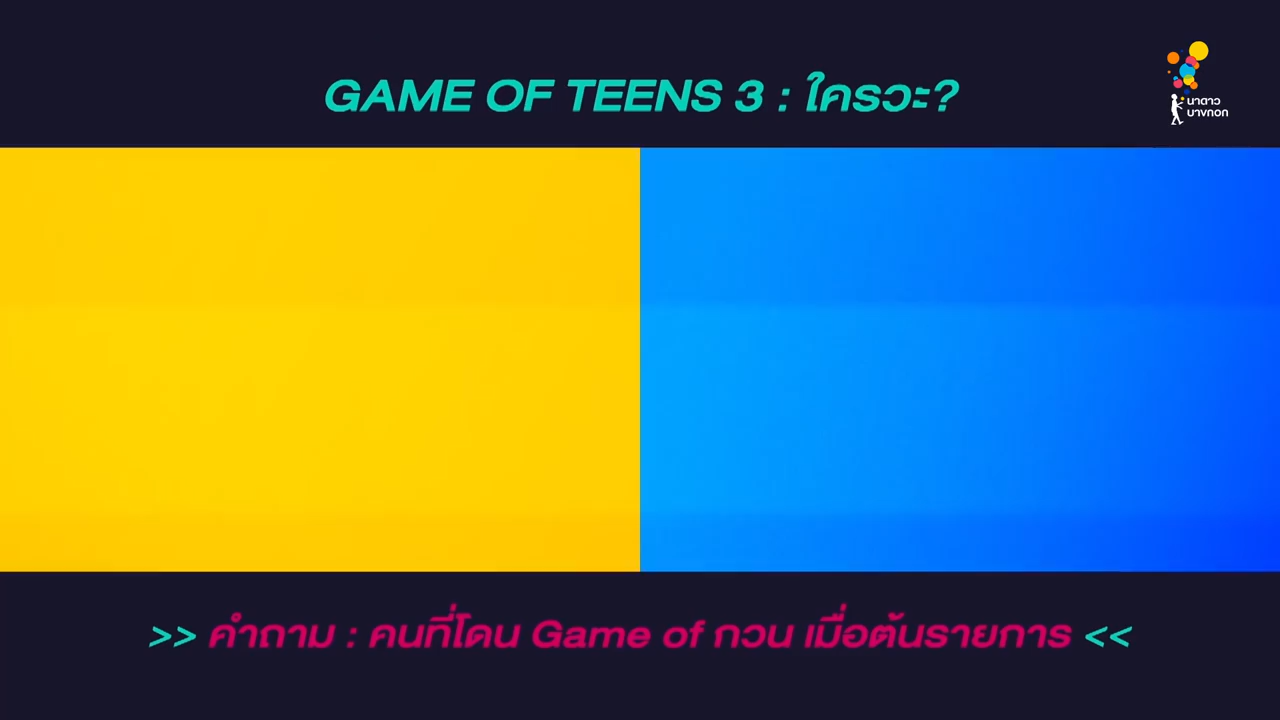 GAME OF TEENS 3 : ใครวะ?
นาดาว
บางกอก
>> คำถาม : คนที่โดน Game of กวน เมื่อต้นรายการ <<